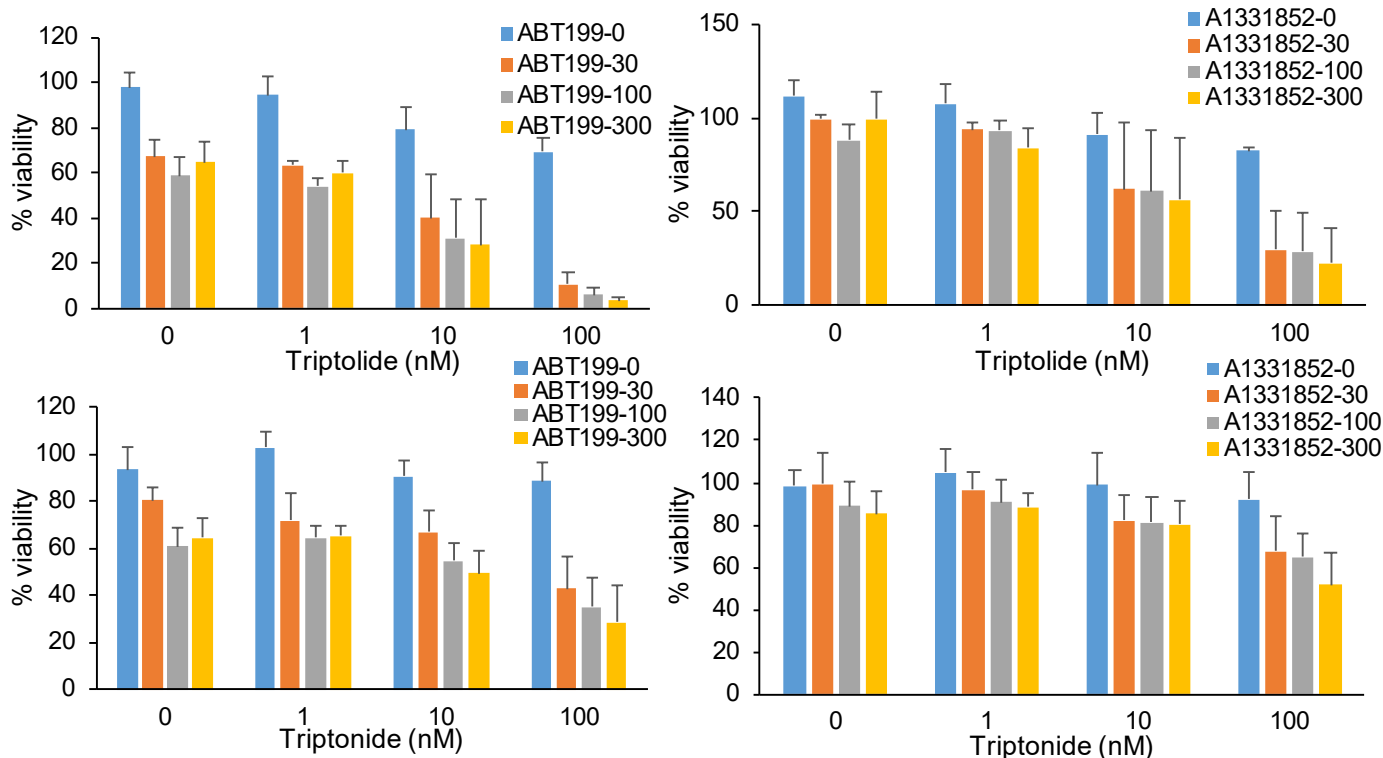 120
100
80
60
40
20
0
% viability
ABT199-0
ABT199-30
ABT199-100
ABT199-300
0 1 10 100
Triptolide (nM)
150
100
50
0
% viability
A1331852-0
A1331852-30
A1331852-100
A1331852-300
0 1 10 100
Triptolide (nM)
120
100
80
60
40
20
0
% viability
ABT199-0
ABT199-30
ABT199-100
ABT199-300
0 1 10 100
Triptonide (nM)
140
120
100
80
60
40
20
0
% viability
A1331852-0
A1331852-30
A1331852-100
A1331852-300
0 1 10 100
Triptonide (nM)